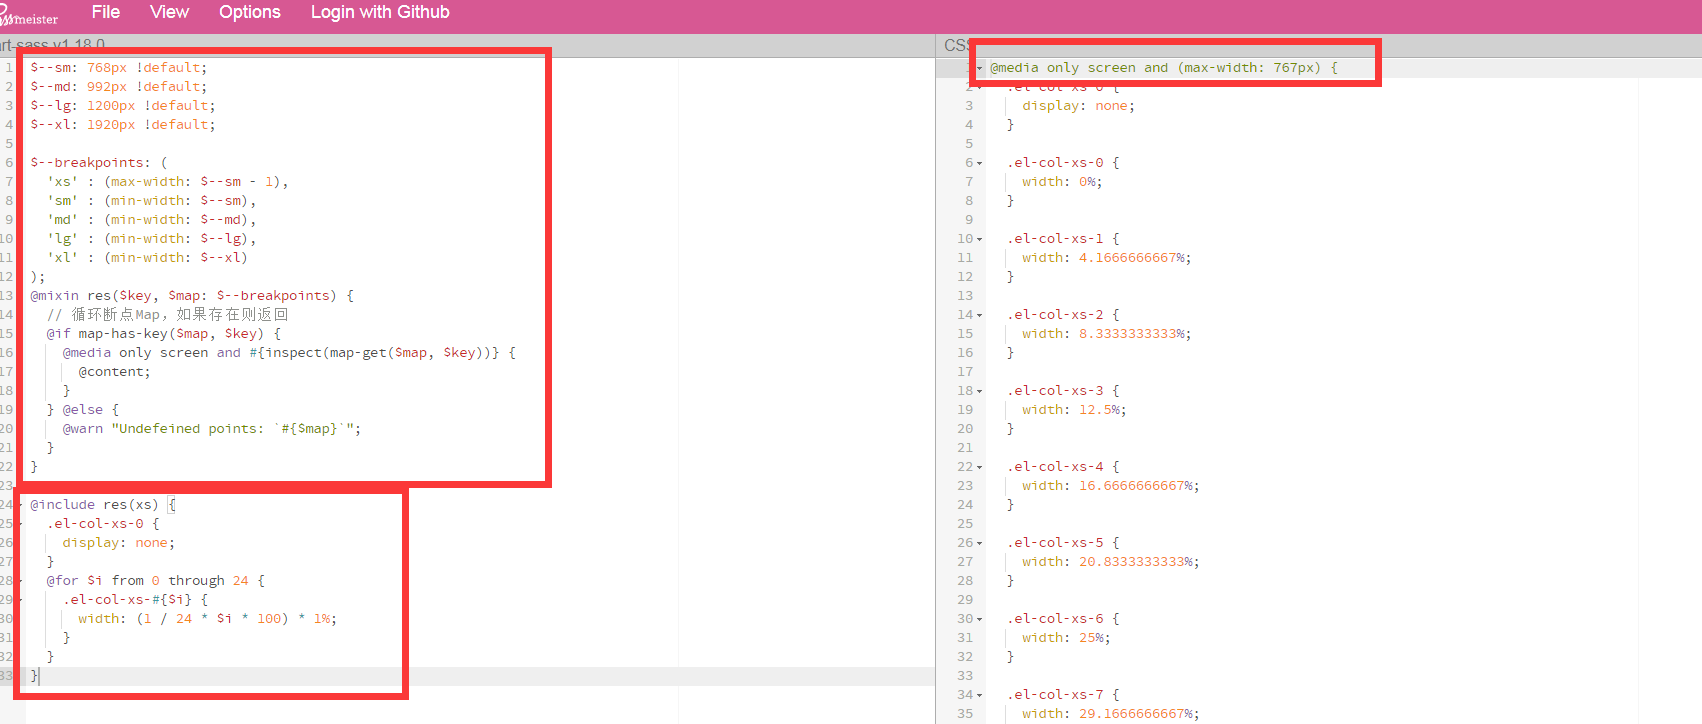 File View Options Login with Github
meister
rt-sass v1.18.0
1 $--sm: 768px !default;
2 $--md: 992px !default;
3 $--lg: 1200px !default;
4 $--xl: 1920px !default;
5
6 $--breakpoints: (
7 'xs' : (max-width: $--sm - 1),
8 'sm' : (min-width: $--sm),
9 'md' : (min-width: $--md),
10 'lg' : (min-width: $--lg),
11 'xl' : (min-width: $--xl)
12 );
13 @mixin res($key, $map: $--breakpoints) {
14 // 循环断点Map，如果存在则返回
15 @if map-has-key($map, $key) {
16 @media only screen and #{inspect(map-get($map, $key))} {
17 @content;
18 }
19 } @else {
20 @warn "Undefeined points: `#{$map}`";
21 }
22 }
23
24 @include res(xs) {
25 .el-col-xs-0 {
26 display: none;
27 }
28 @for $i from 0 through 24 {
29 .el-col-xs-#{$i} {
30 width: (1 / 24 * $i * 100) * 1%;
31 }
32 }
33 }
CSS
1 @media only screen and (max-width: 767px) {
2 .el-col-xs-0 {
3 display: none;
4 }
5
6 .el-col-xs-0 {
7 width: 0%;
8 }
9
10 .el-col-xs-1 {
11 width: 4.1666666667%;
12 }
13
14 .el-col-xs-2 {
15 width: 8.3333333333%;
16 }
17
18 .el-col-xs-3 {
19 width: 12.5%;
20 }
21
22 .el-col-xs-4 {
23 width: 16.6666666667%;
24 }
25
26 .el-col-xs-5 {
27 width: 20.8333333333%;
28 }
29
30 .el-col-xs-6 {
31 width: 25%;
32 }
33
34 .el-col-xs-7 {
35 width: 29.1666666667%;